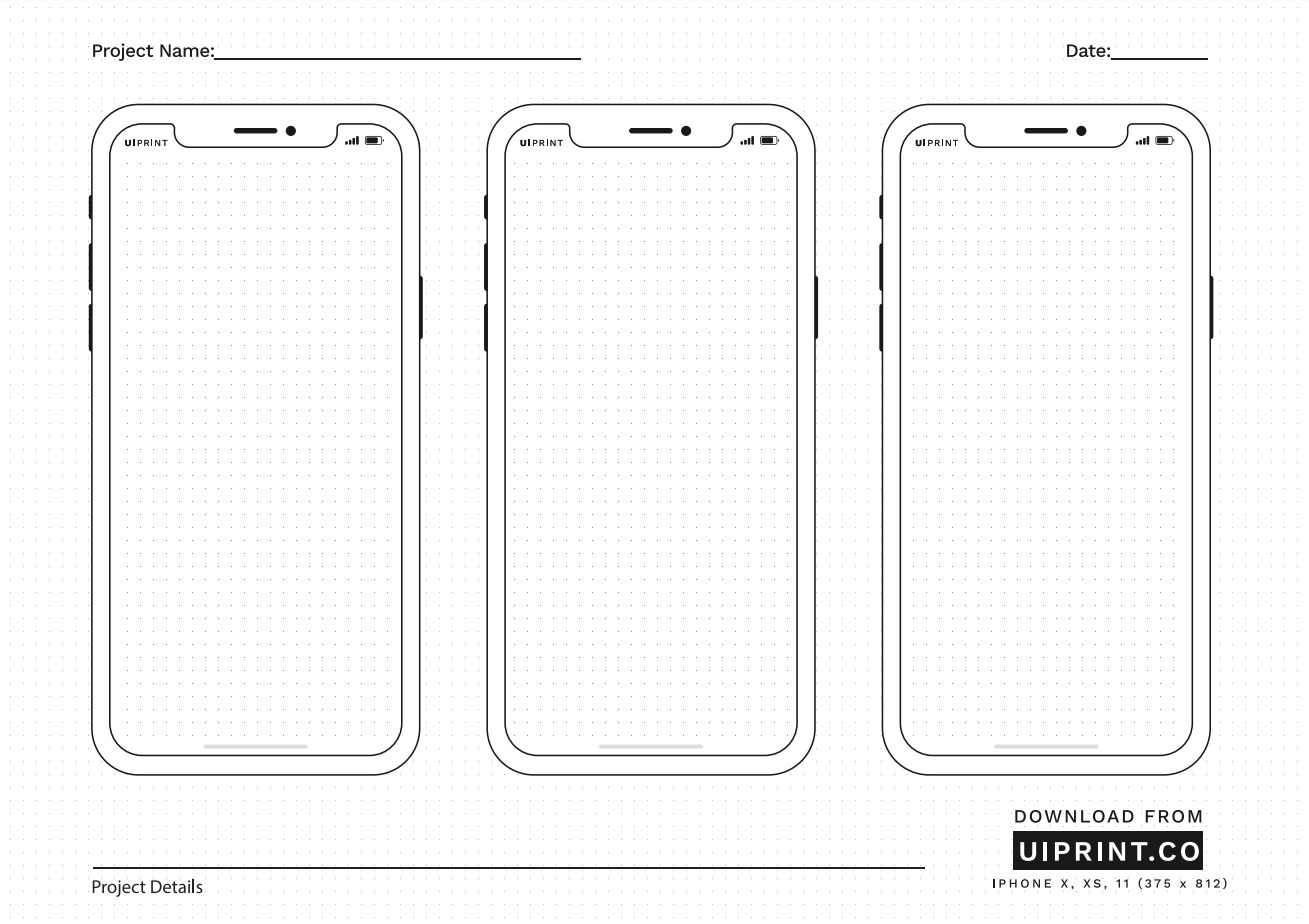 Project Name:
Date:
UIPRINT
UIPRINT
UIPRINT
DOWNLOAD FROM
UIPRINT.CO
Project Details
IPHONE X, XS, 11 (375 x 812)